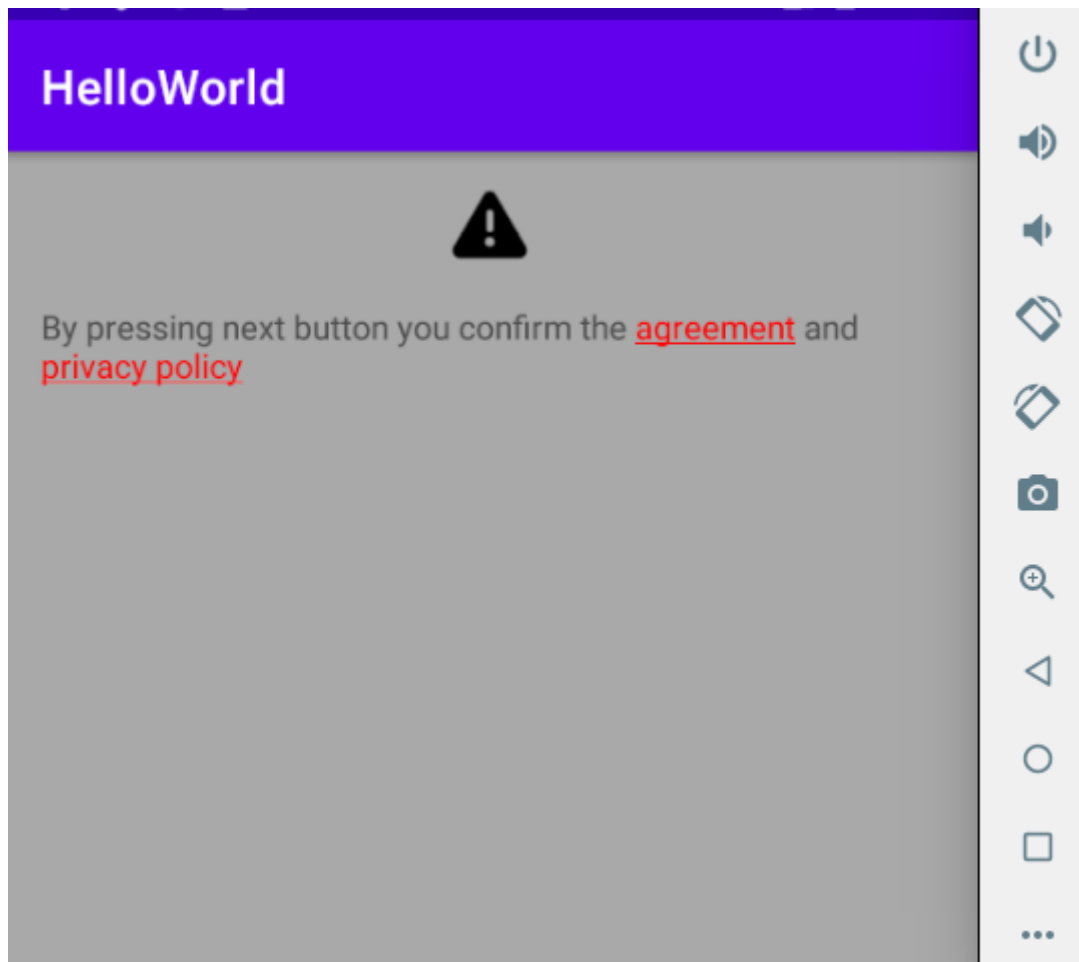 HelloWorld
By pressing next button you confirm the agreement and
privacy policy